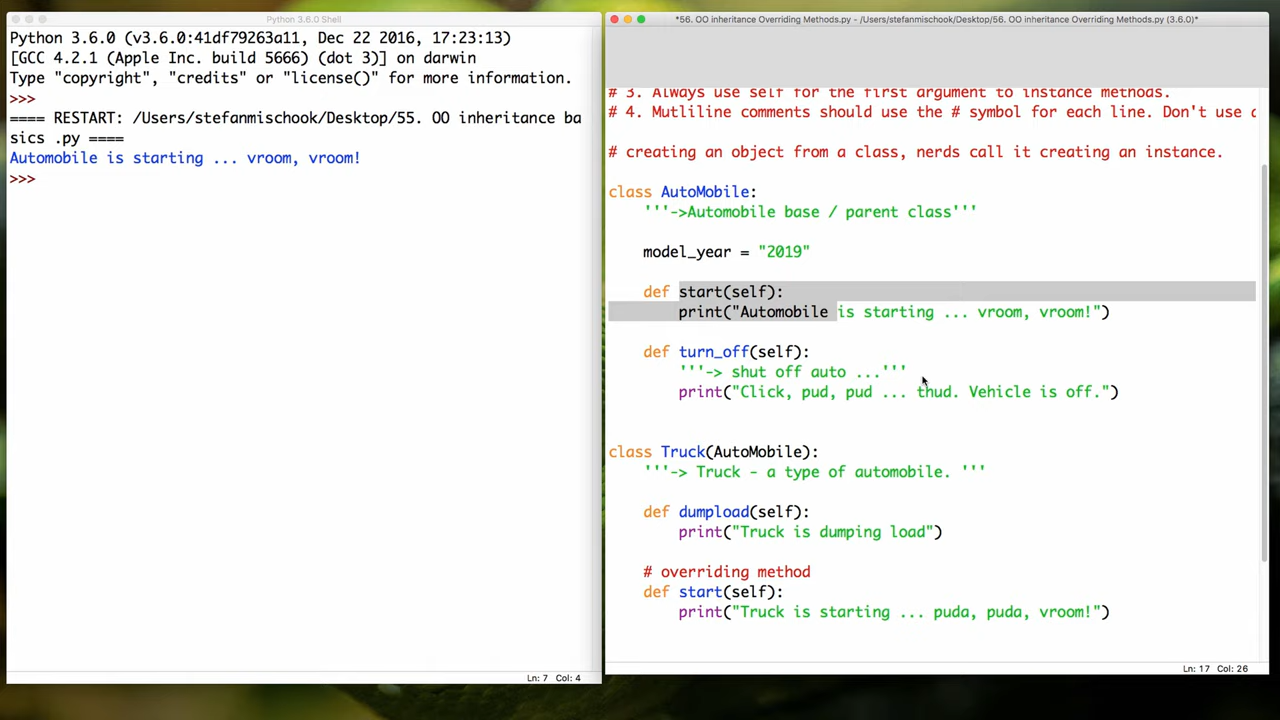 Python 3.6.0 Shell
Python 3.6.0 (v3.6.0:41df79263a11, Dec 22 2016, 17:23:13)
[GCC 4.2.1 (Apple Inc. build 5666) (dot 3)] on darwin
Type "copyright", "credits" or "license()" for more information.
>>>
==== RESTART: /Users/stefanmischook/Desktop/55. OO inheritance ba
sics .py ====
Automobile is starting ... vroom, vroom!
>>>
Ln: 7 Col: 4
*56. OO inheritance Overriding Methods.py - /Users/stefanmischook/Desktop/56. OO inheritance Overriding Methods.py (3.6.0)*
# 3. Always use self for the first argument to instance methods.
# 4. Mutliline comments should use the # symbol for each line. Don't use
# creating an object from a class, nerds call it creating an instance.
class AutoMobile:
'''->Automobile base / parent class'''
model_year = "2019"
def start(self):
print("Automobile is starting ... vroom, vroom!")
def turn_off(self):
'''-> shut off auto ...'''
print("Click, pud, pud ... thud. Vehicle is off.")
class Truck(AutoMobile):
'''-> Truck - a type of automobile. '''
def dumpload(self):
print("Truck is dumping load")
# overriding method
def start(self):
print("Truck is starting ... puda, puda, vroom!")
Ln: 17 Col: 26